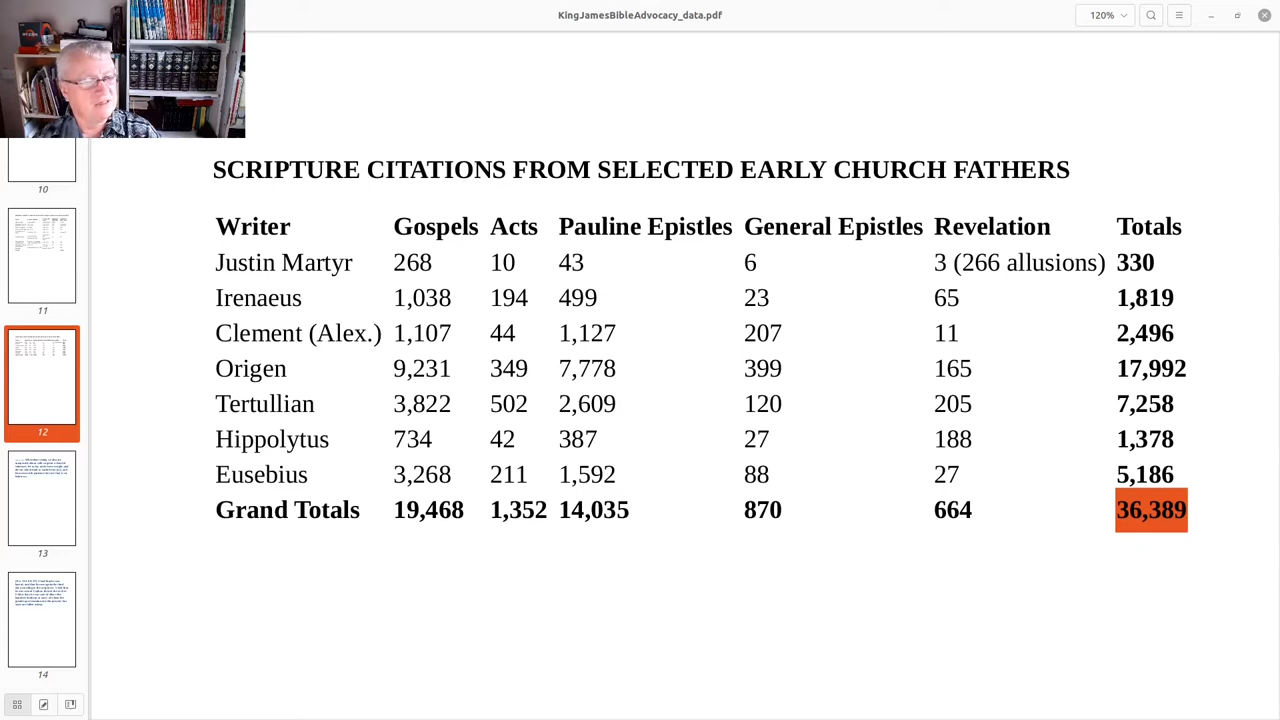 KingJamesBibleAdvocacy_data.pdf
120%
SCRIPTURE CITATIONS FROM SELECTED EARLY CHURCH FATHERS
Writer Gospels Acts Pauline Epistles General Epistles Revelation Totals
Justin Martyr 268 10 43 6 3 (266 allusions) 330
Irenaeus 1,038 194 499 23 65 1,819
Clement (Alex.) 1,107 44 1,127 207 11 2,496
Origen 9,231 349 7,778 399 165 17,992
Tertullian 3,822 502 2,609 120 205 7,258
Hippolytus 734 42 387 27 188 1,378
Eusebius 3,268 211 1,592 88 27 5,186
Grand Totals 19,468 1,352 14,035 870 664 36,389
10
11
12
13
14